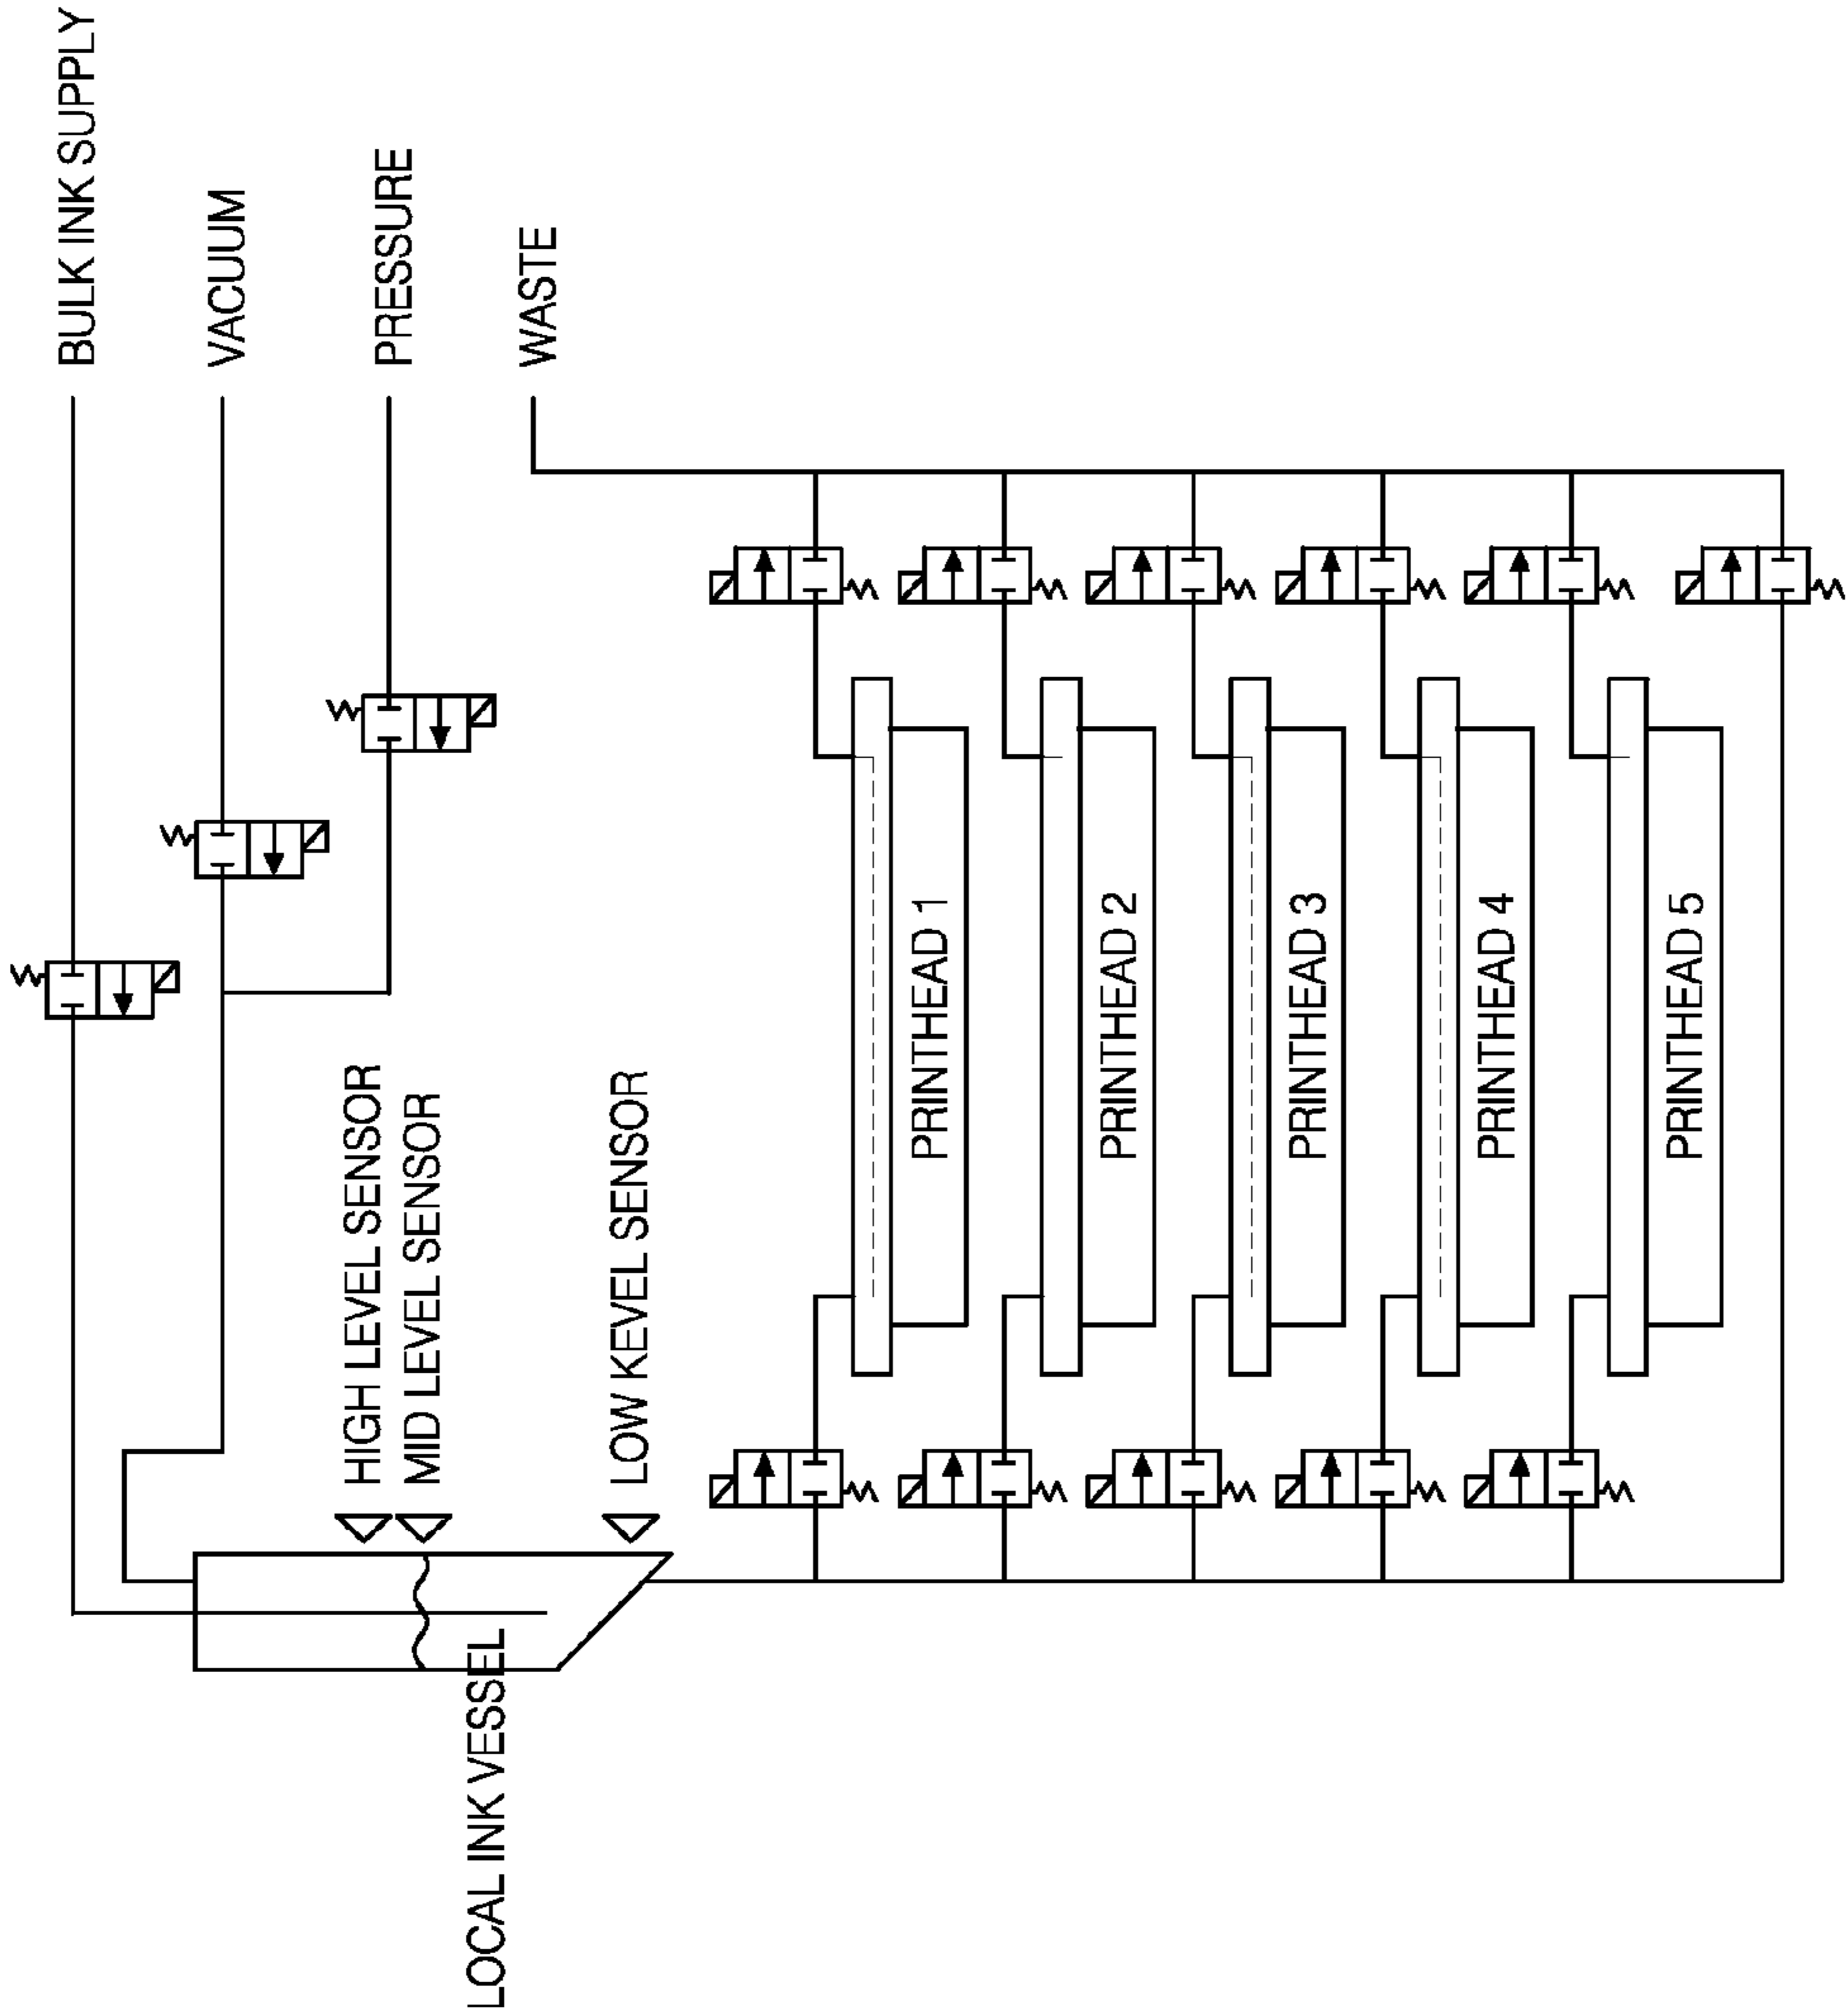 BULK INK SUPPLY
VACUUM
PRESSURE
WASTE
HIGH LEVEL SENSOR
MID LEVEL SENSOR
LOW KEVEL SENSOR
LOCAL INK VESSEL
PRINTHEAD 1
PRINTHEAD 2
PRINTHEAD 3
PRINTHEAD 4
PRINTHEAD 5